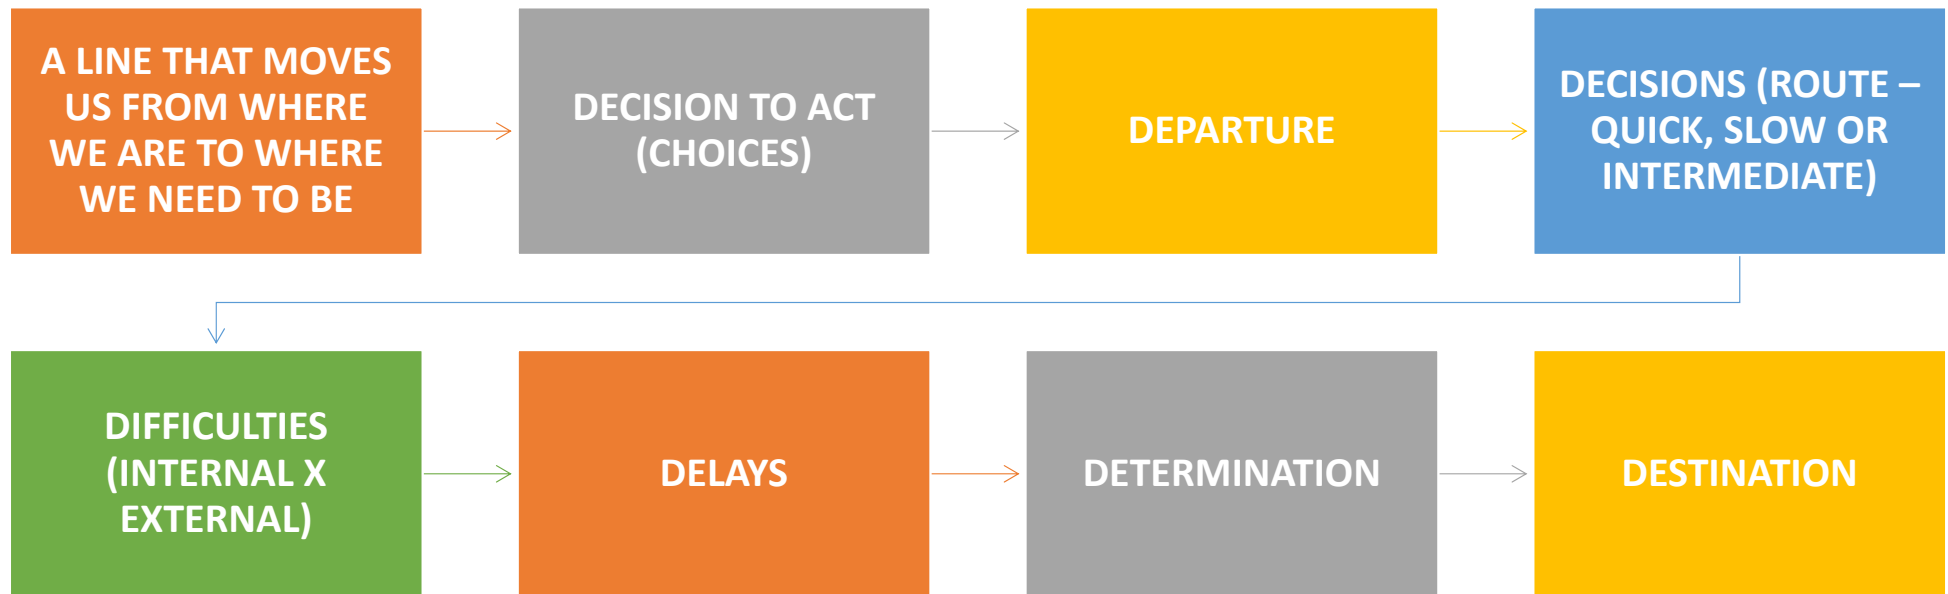 A LINE THAT MOVES
US FROM WHERE
WE ARE TO WHERE
WE NEED TO BE
DECISION TO ACT
(CHOICES)
DEPARTURE
DECISIONS (ROUTE –
QUICK, SLOW OR
INTERMEDIATE)
DIFFICULTIES
(INTERNAL X
EXTERNAL)
DELAYS
DETERMINATION
DESTINATION